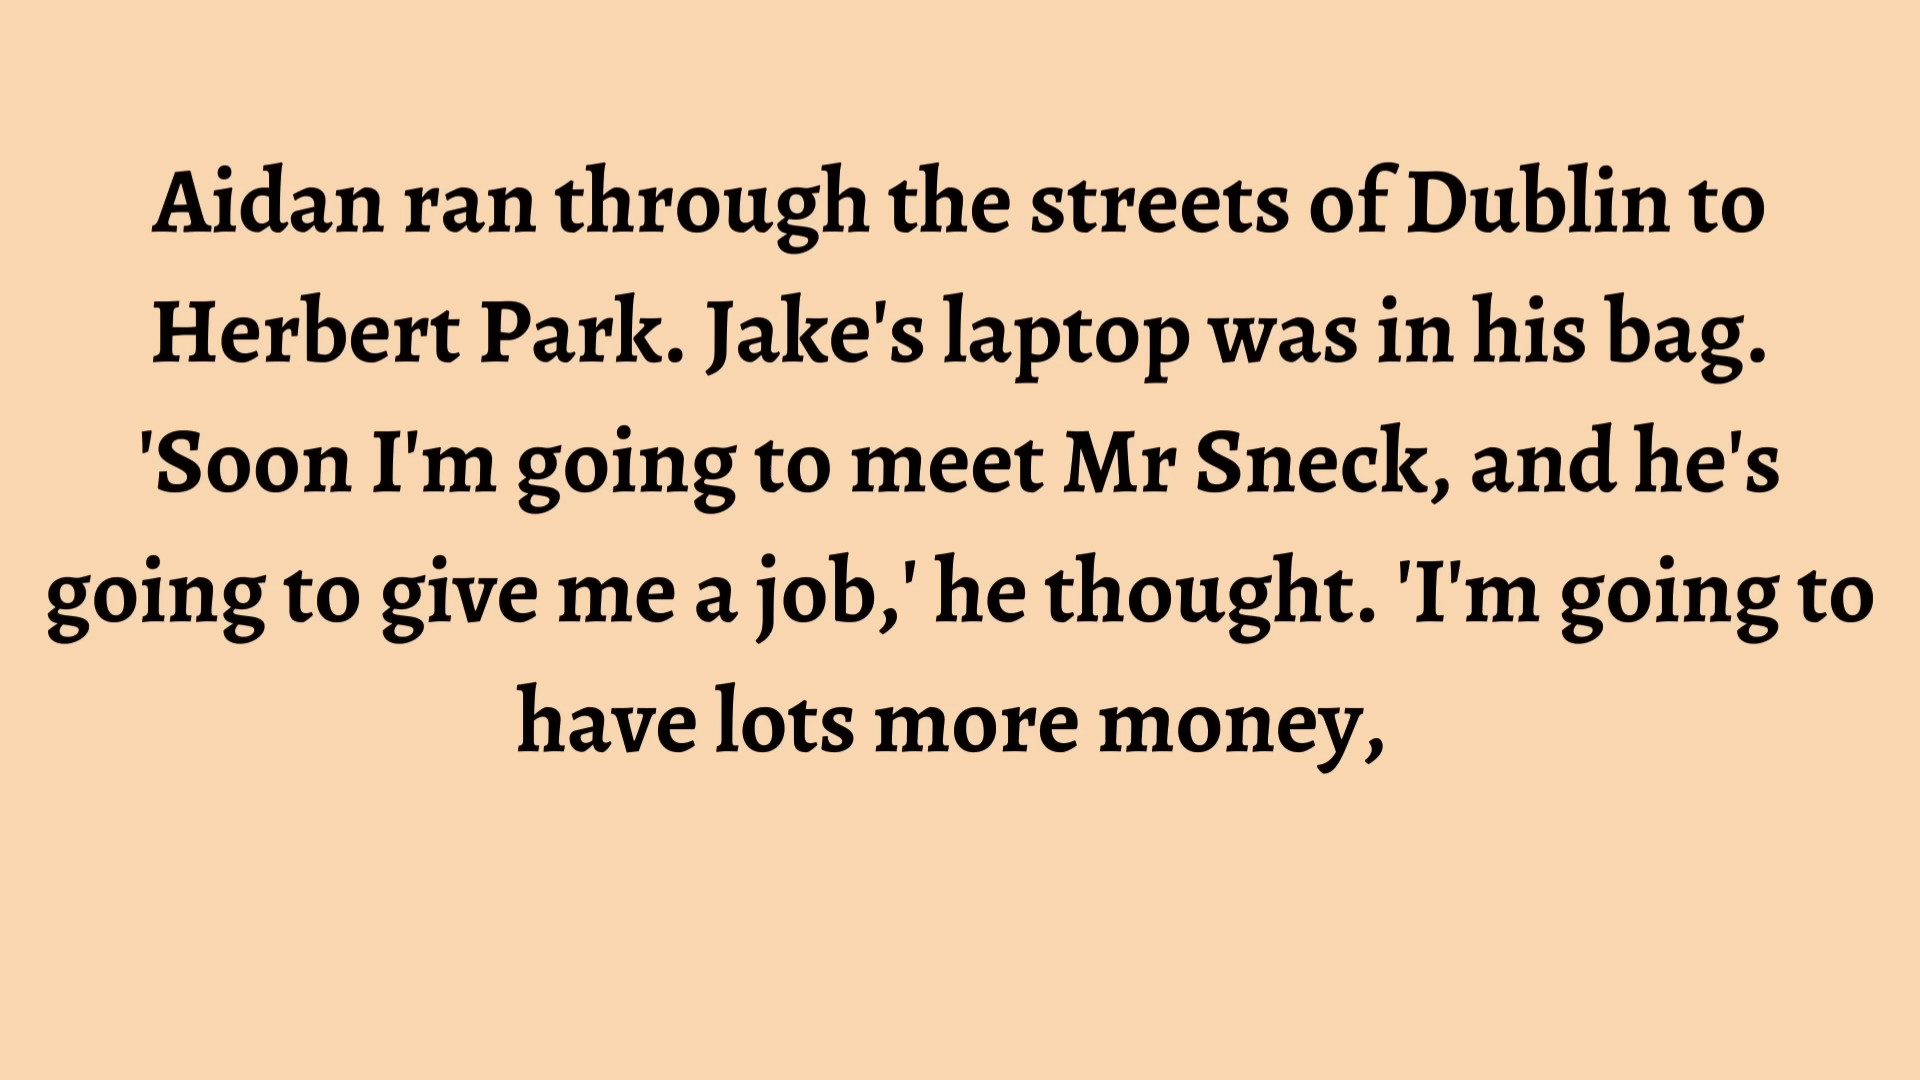 Aidan ran through the streets of Dublin to
Herbert Park. Jake's laptop was in his bag.
'Soon I'm going to meet Mr Sneck, and he's
going to give me a job,' he thought. 'I'm going to
have lots more money,